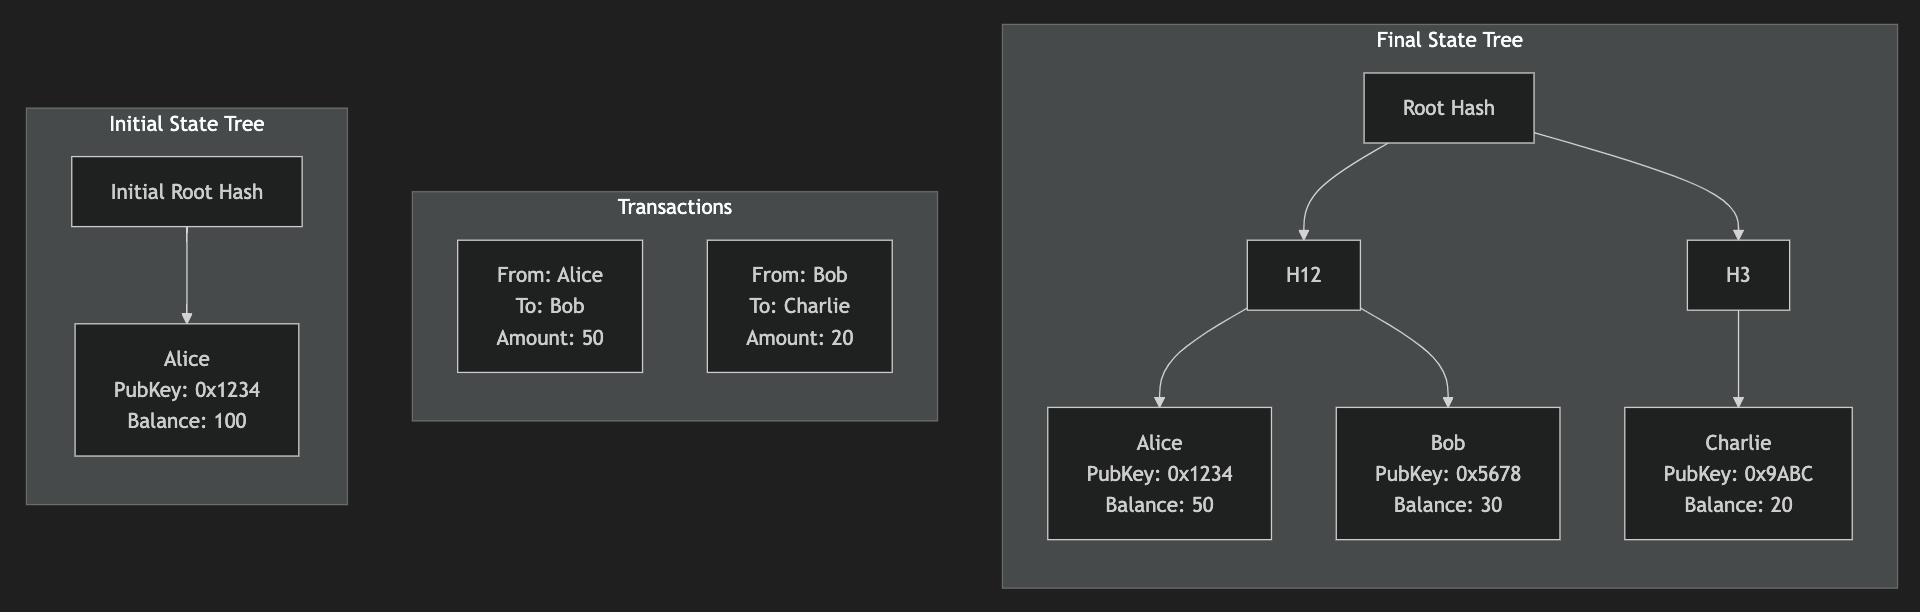 Initial State Tree
Initial Root Hash
Alice
PubKey: 0x1234
Balance: 100
Transactions
From: Alice
To: Bob
Amount: 50
From: Bob
To: Charlie
Amount: 20
Final State Tree
Root Hash
H12
H3
Alice
PubKey: 0x1234
Balance: 50
Bob
PubKey: 0x5678
Balance: 30
Charlie
PubKey: 0x9ABC
Balance: 20